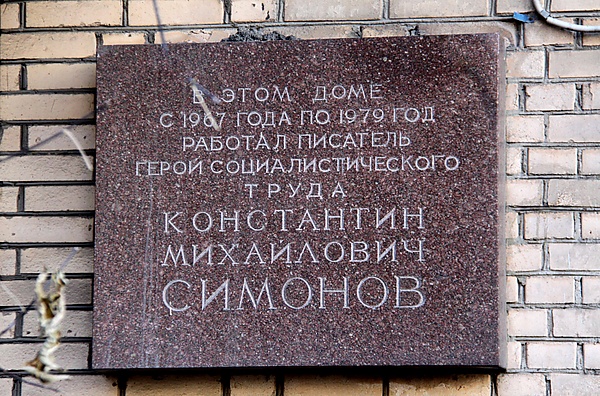 В ЭТОМ ДОМЕ
С 1967 ГОДА ПО 1979 ГОД
РАБОТАЛ ПИСАТЕЛЬ
ГЕРОЙ СОЦИАЛИСТИЧЕСКОГО
ТРУДА
КОНСТАНТИН
МИХАЙЛОВИЧ
СИМОНОВ